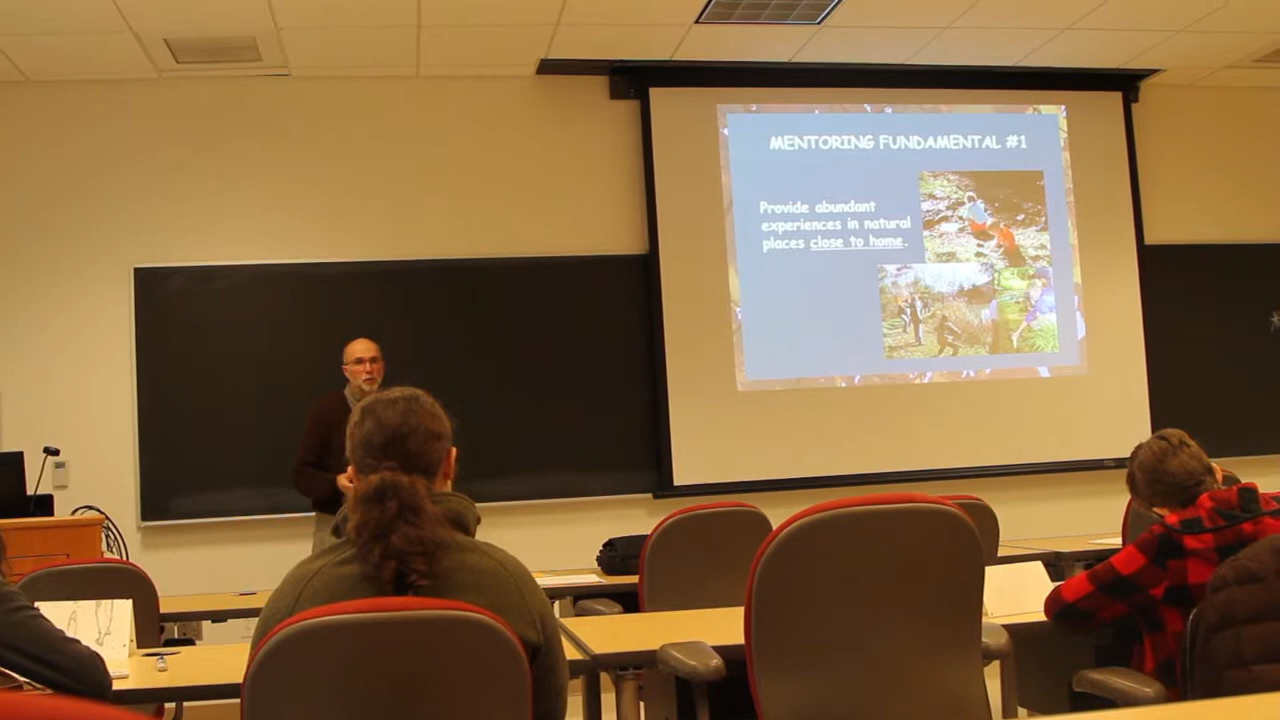 MENTORING FUNDAMENTAL #1
Provide abundant
experiences in natural
places close to home.